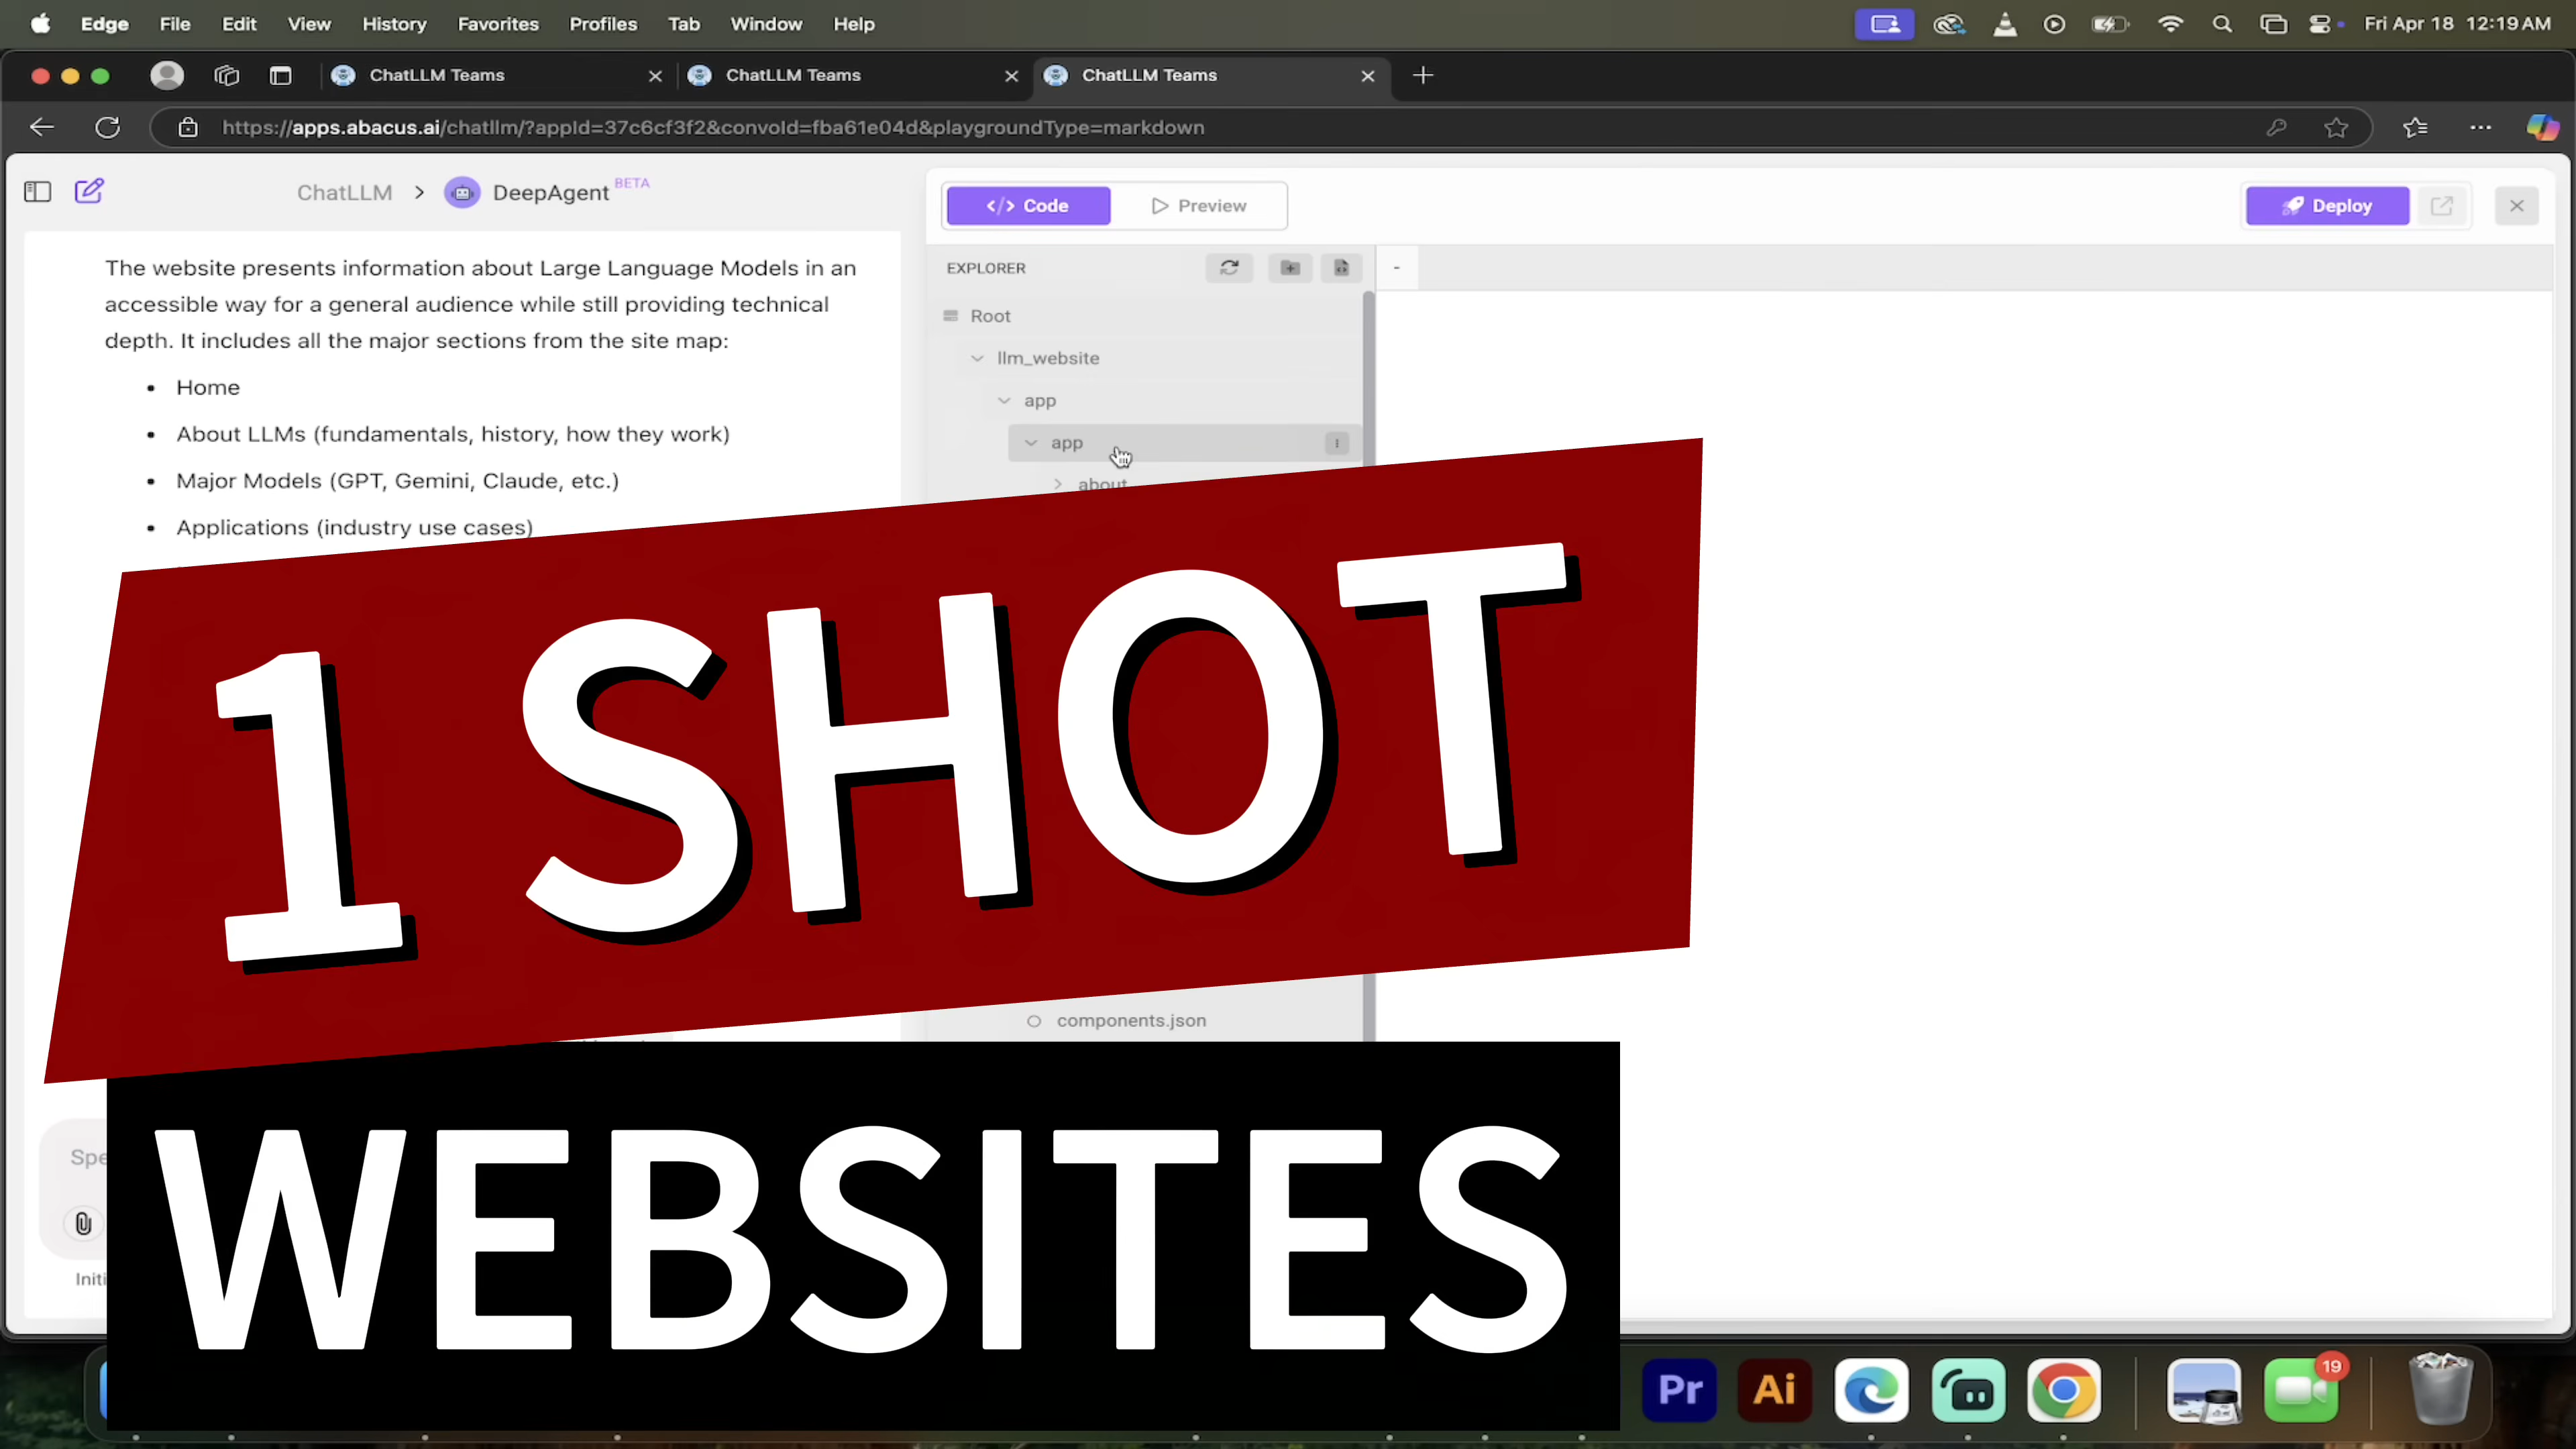 Edge File Edit View History Favorites Profiles Tab Window Help Fri Apr 18 12:19 AM
ChatLLM Teams ChatLLM Teams ChatLLM Teams
https://apps.abacus.ai/chatllm/?appId=37c6cf3f2&convoId=fba61e04d&playgroundType=markdown
ChatLLM > DeepAgent BETA
</> Code Preview Deploy
The website presents information about Large Language Models in an
accessible way for a general audience while still providing technical
depth. It includes all the major sections from the site map:
• Home
• About LLMs (fundamentals, history, how they work)
• Major Models (GPT, Gemini, Claude, etc.)
• Applications (industry use cases)
EXPLORER
Root
llm_website
app
app
about
components.json
1 SHOT
WEBSITES
Pr Ai 19